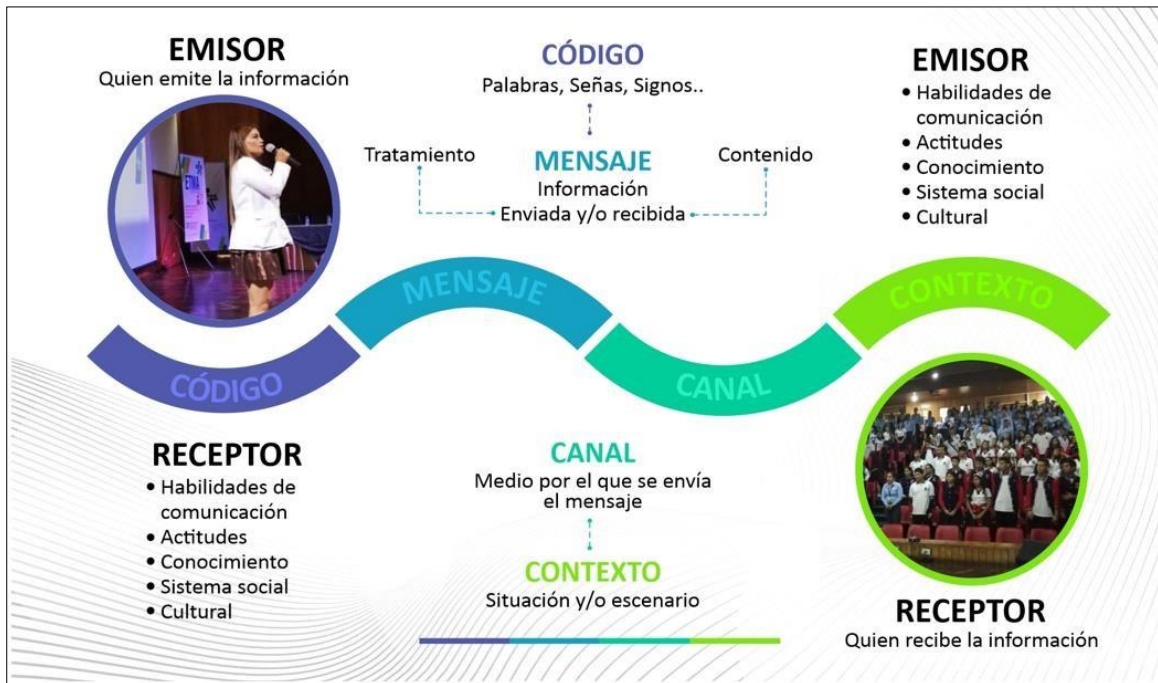 EMISOR
Quien emite la información
ETMA
CÓDIGO
Palabras, Señas, Signos..
Tratamiento
MENSAJE
Contenido
Información
Enviada y/o recibida
EMISOR
• Habilidades de
comunicación
• Actitudes
• Conocimiento
• Sistema social
• Cultural
CÓDIGO
MENSAJE
CANAL
CONTEXTO
RECEPTOR
• Habilidades de
comunicación
• Actitudes
• Conocimiento
• Sistema social
• Cultural
CANAL
Medio por el que se envía
el mensaje
CONTEXTO
Situación y/o escenario
RECEPTOR
Quien recibe la información